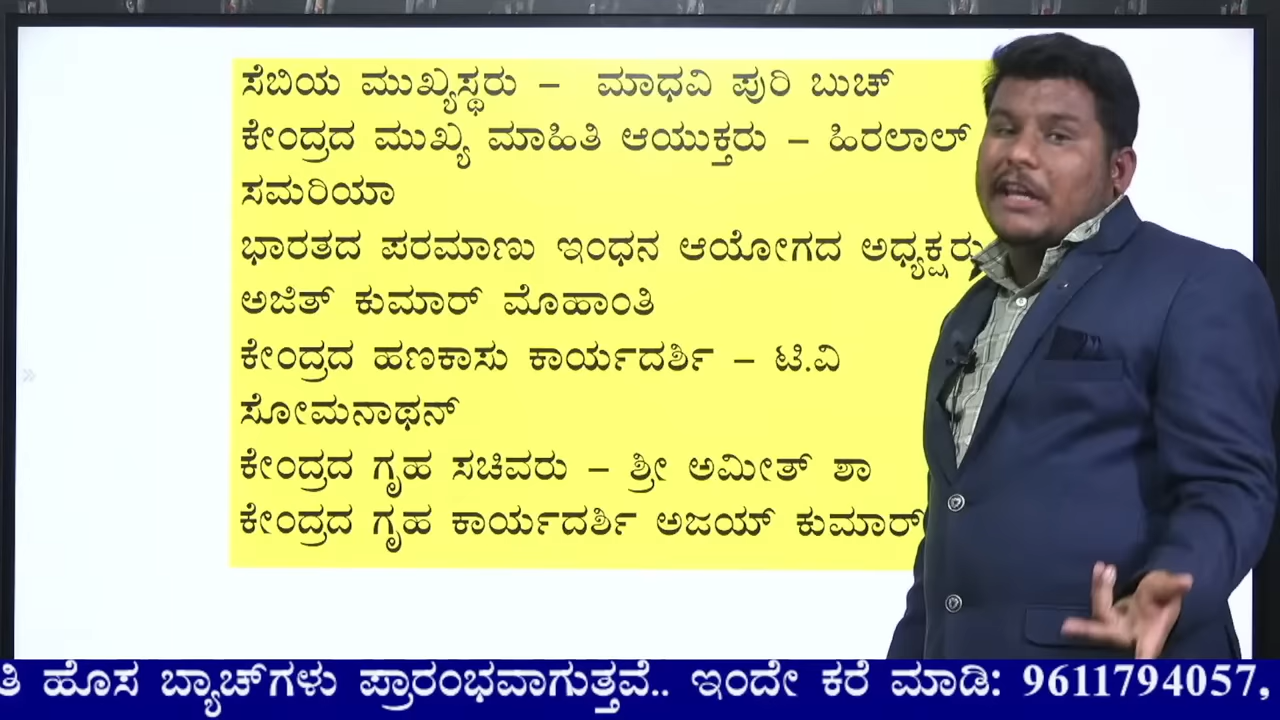 ಸೆಬಿಯ ಮುಖ್ಯಸ್ಥರು – ಮಾಧವಿ ಪುರಿ ಬುಚ್
ಕೇಂದ್ರದ ಮುಖ್ಯ ಮಾಹಿತಿ ಆಯುಕ್ತರು – ಹಿರಲಾಲ್
ಸಮರಿಯಾ
ಭಾರತದ ಪರಮಾಣು ಇಂಧನ ಆಯೋಗದ ಅಧ್ಯಕ್ಷರು
ಅಜಿತ್ ಕುಮಾರ್ ಮೊಹಾಂತಿ
ಕೇಂದ್ರದ ಹಣಕಾಸು ಕಾರ್ಯದರ್ಶಿ – ಟಿ.ವಿ
ಸೋಮನಾಥನ್
ಕೇಂದ್ರದ ಗೃಹ ಸಚಿವರು – ಶ್ರೀ ಅಮೀತ್ ಶಾ
ಕೇಂದ್ರದ ಗೃಹ ಕಾರ್ಯದರ್ಶಿ ಅಜಯ್ ಕುಮಾರ್
ಹೊಸ ಬ್ಯಾಚ್‌ಗಳು ಪ್ರಾರಂಭವಾಗುತ್ತವೆ.. ಇಂದೇ ಕರೆ ಮಾಡಿ: 9611794057,